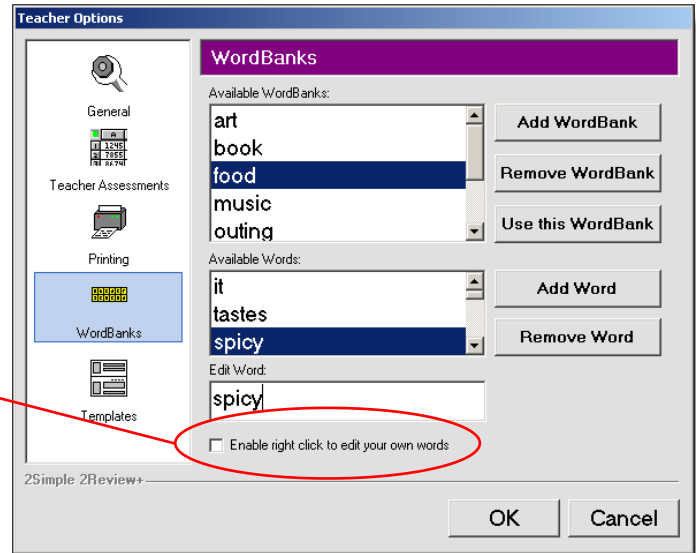 Teacher Options
General
Teacher Assessments
Printing
WordBanks
Templates
WordBanks
Available WordBanks:
art
book
food
music
outing
Add WordBank
Remove WordBank
Use this WordBank
Available Words:
it
tastes
spicy
Add Word
Remove Word
Edit Word:
spicy
Enable right click to edit your own words
2Simple 2Review+
OK
Cancel